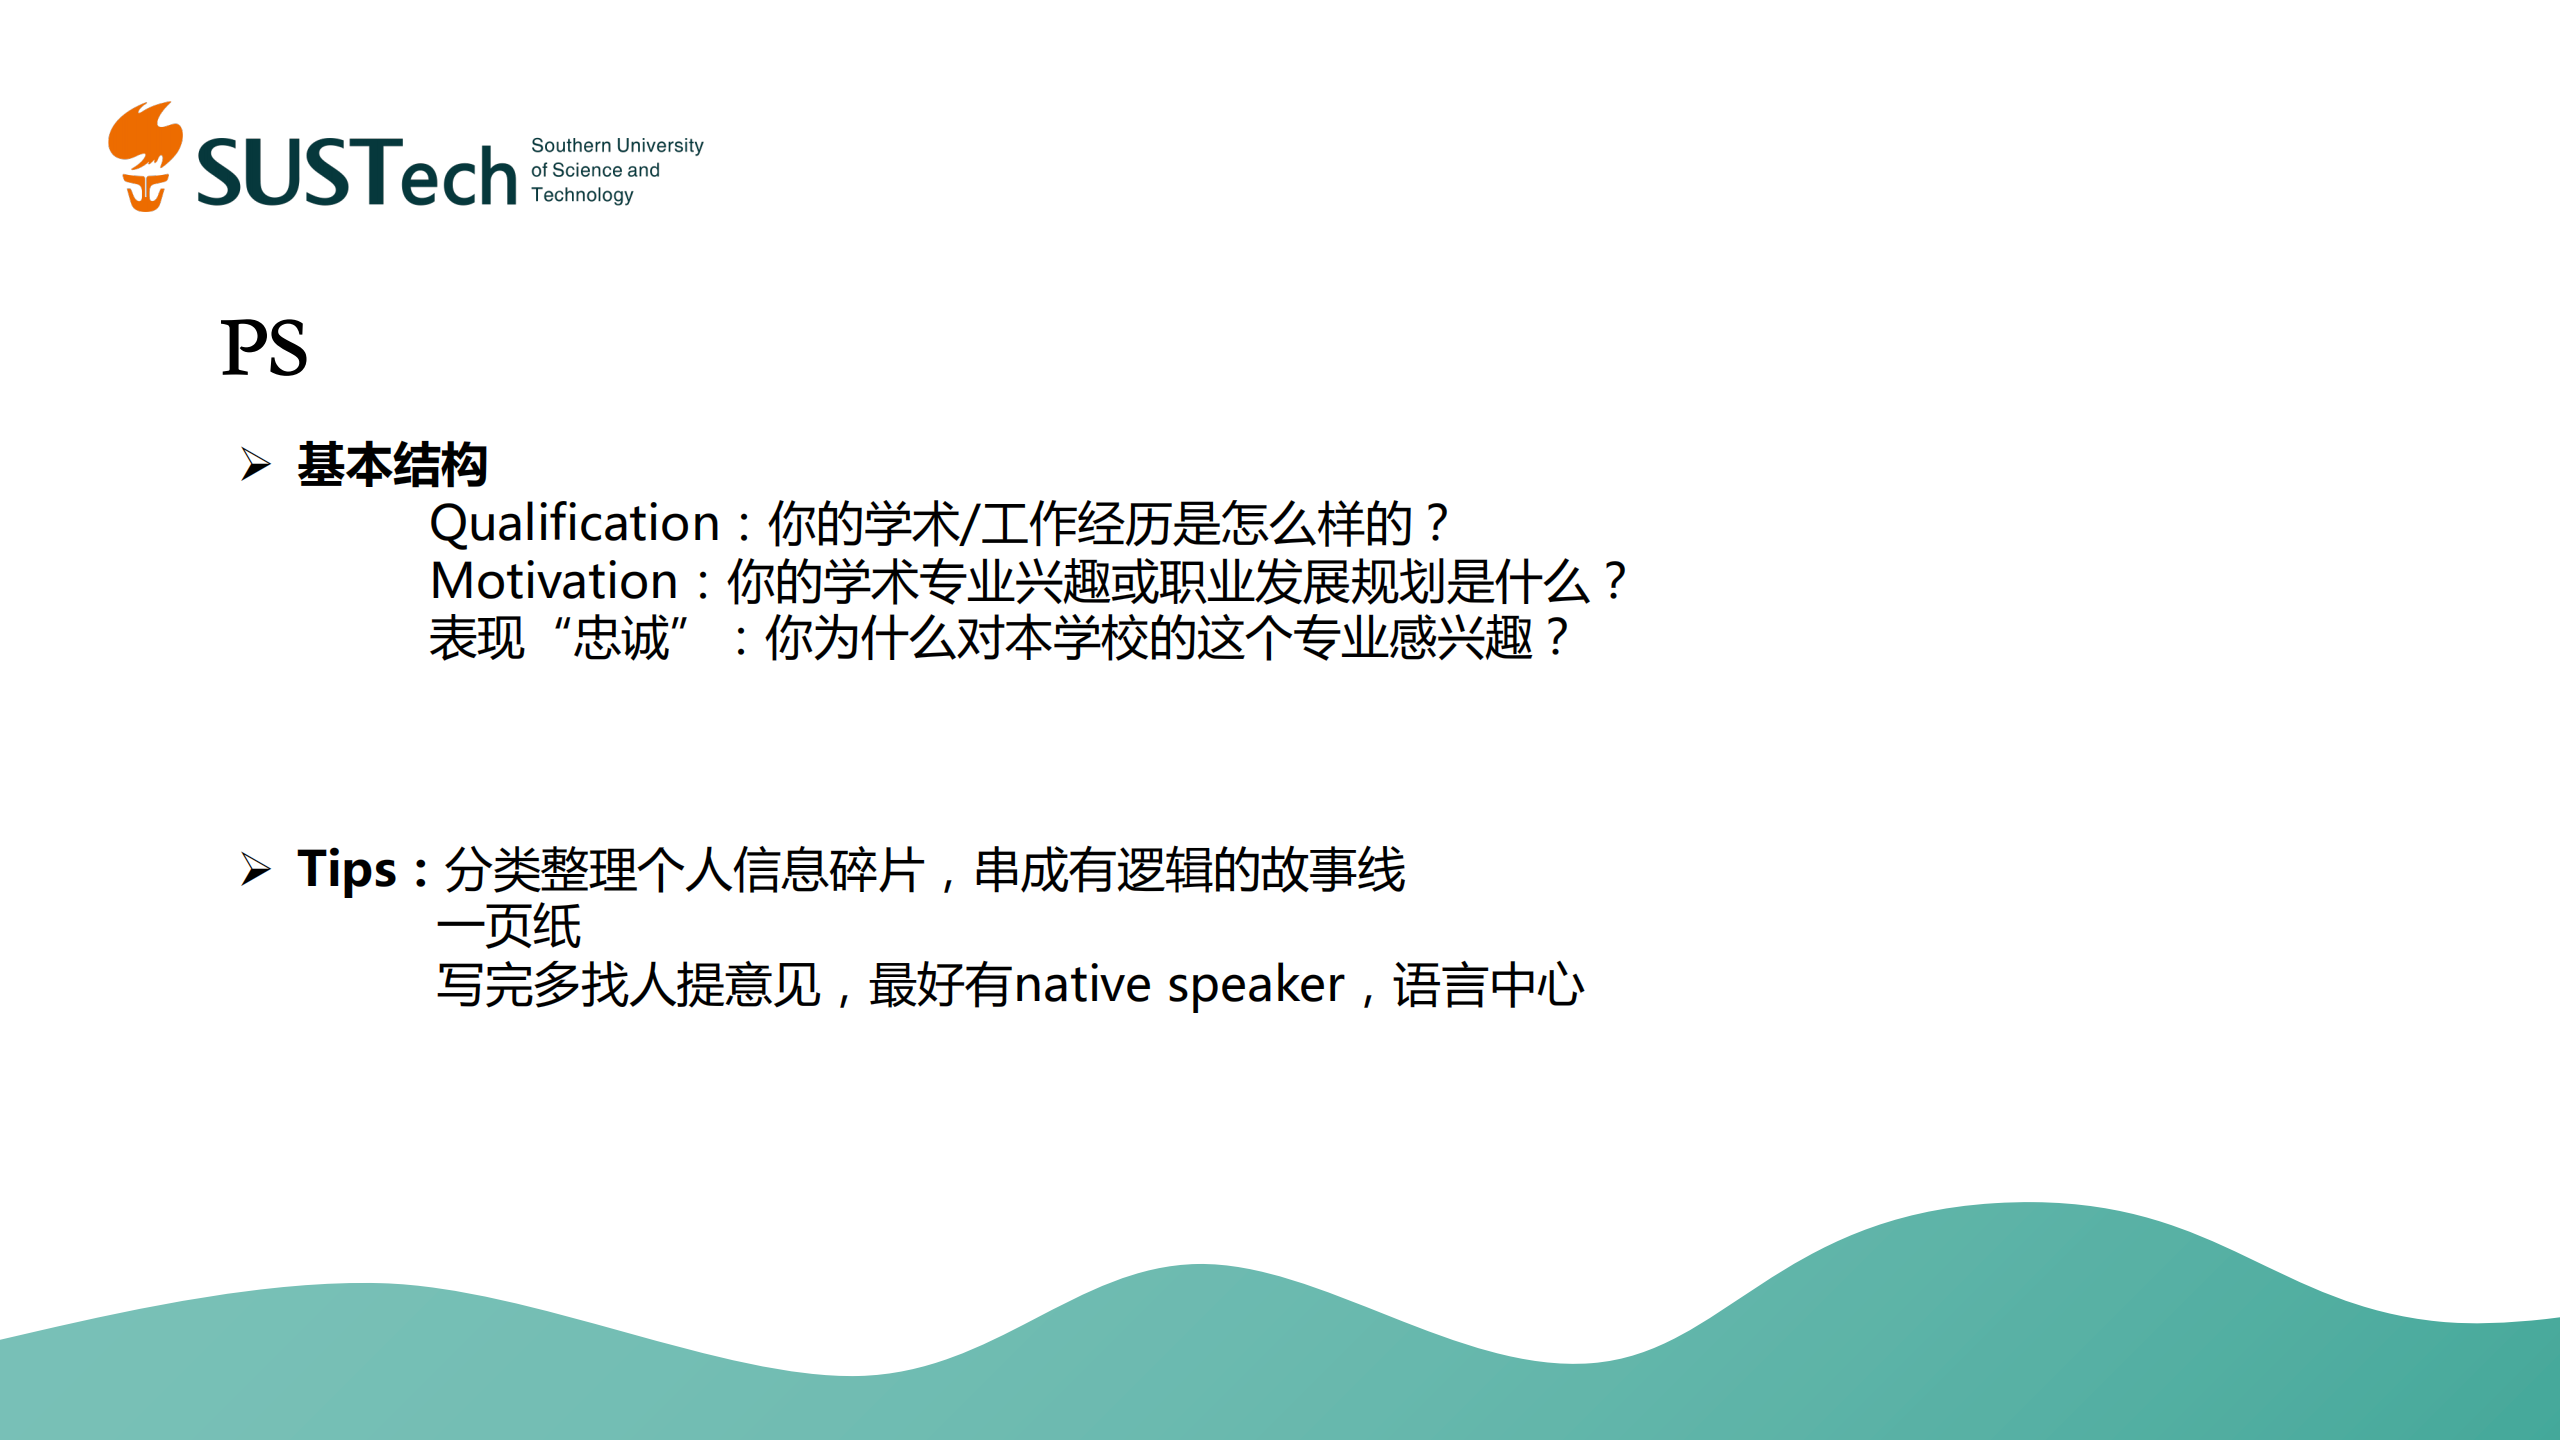 SUSTech
Southern University
of Science and
Technology
PS
➢ 基本结构
Qualification：你的学术/工作经历是怎么样的？
Motivation：你的学术专业兴趣或职业发展规划是什么？
表现“忠诚”：你为什么对本学校的这个专业感兴趣？
➢ Tips：分类整理个人信息碎片，串成有逻辑的故事线
一页纸
写完多找人提意见，最好有native speaker，语言中心